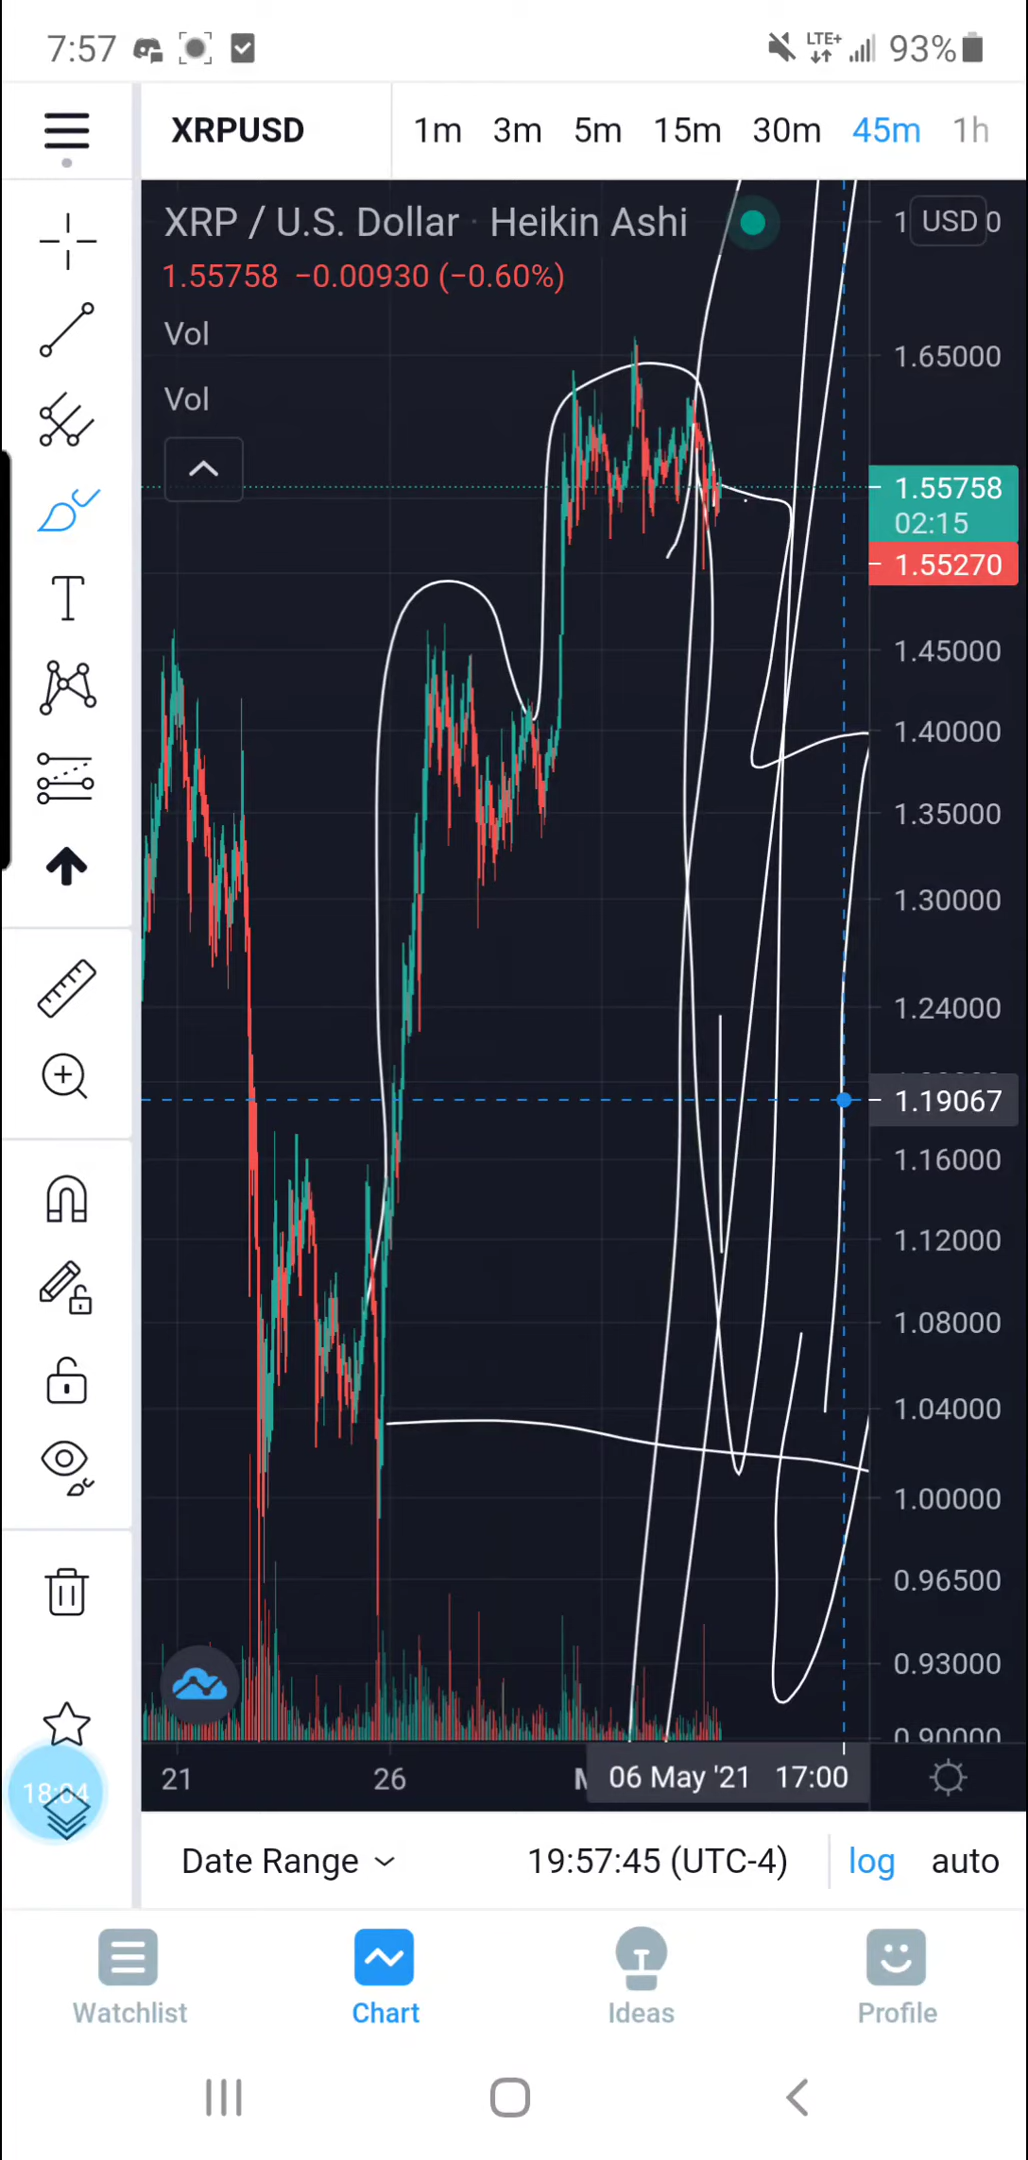 7:57 LTE+ 93%
XRPUSD 1m 3m 5m 15m 30m 45m 1h
XRP / U.S. Dollar · Heikin Ashi USD
1.55758 −0.00930 (−0.60%)
Vol
1.65000
Vol
1.55758
02:15
1.55270
1.45000
1.40000
1.35000
1.30000
1.24000
1.19067
1.16000
1.12000
1.08000
1.04000
1.00000
0.96500
0.93000
0.90000
21 26 06 May '21 17:00
18:04
Date Range 19:57:45 (UTC-4) log auto
Watchlist Chart Ideas Profile